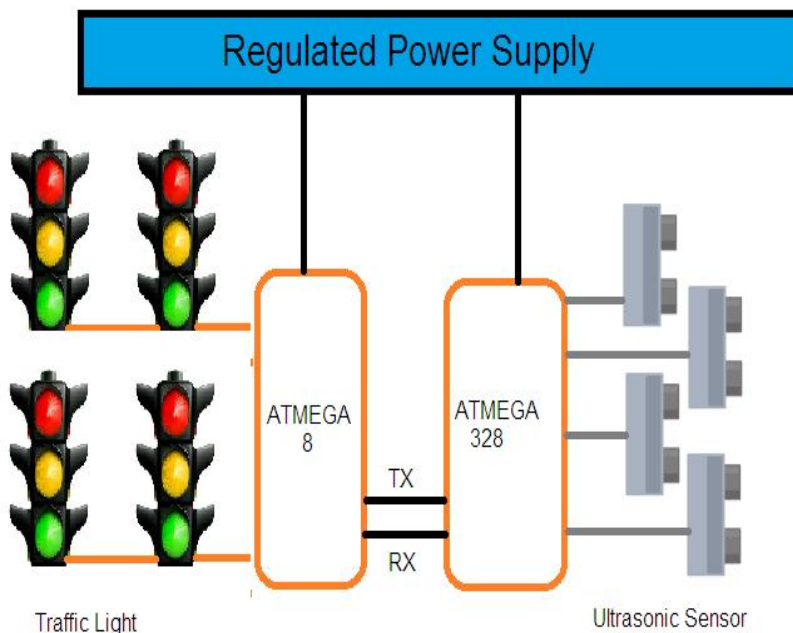 Regulated Power Supply
ATMEGA
8
ATMEGA
328
TX
RX
Traffic Light
Ultrasonic Sensor